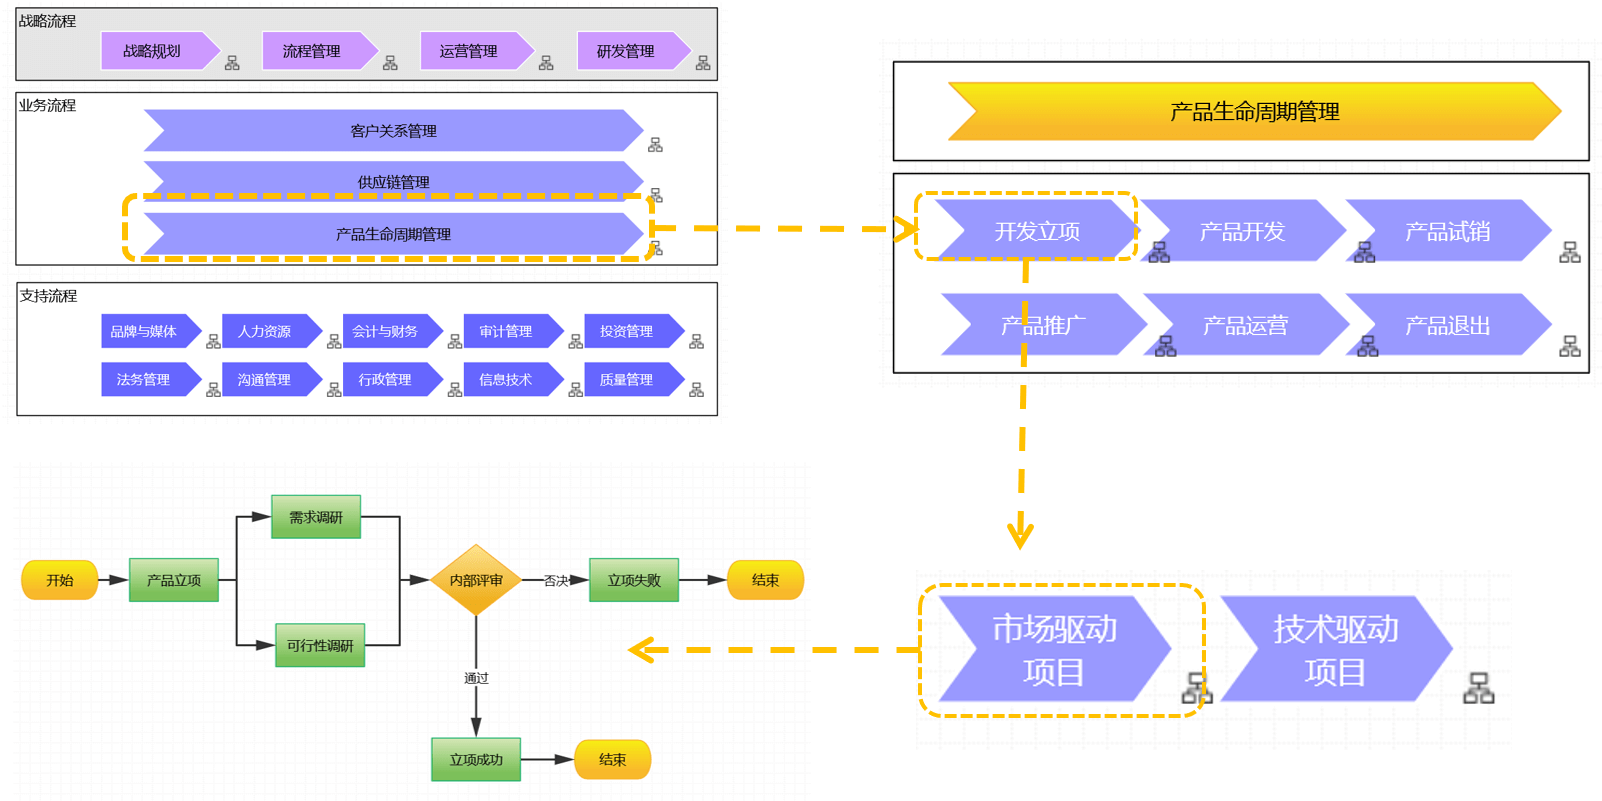 战略流程
战略规划
流程管理
运营管理
研发管理
业务流程
客户关系管理
供应链管理
产品生命周期管理
支持流程
品牌与媒体
人力资源
会计与财务
审计管理
投资管理
法务管理
沟通管理
行政管理
信息技术
质量管理
产品生命周期管理
开发立项
产品开发
产品试销
产品推广
产品运营
产品退出
市场驱动
项目
技术驱动
项目
开始
产品立项
需求调研
可行性调研
内部评审
否决
立项失败
结束
通过
立项成功
结束